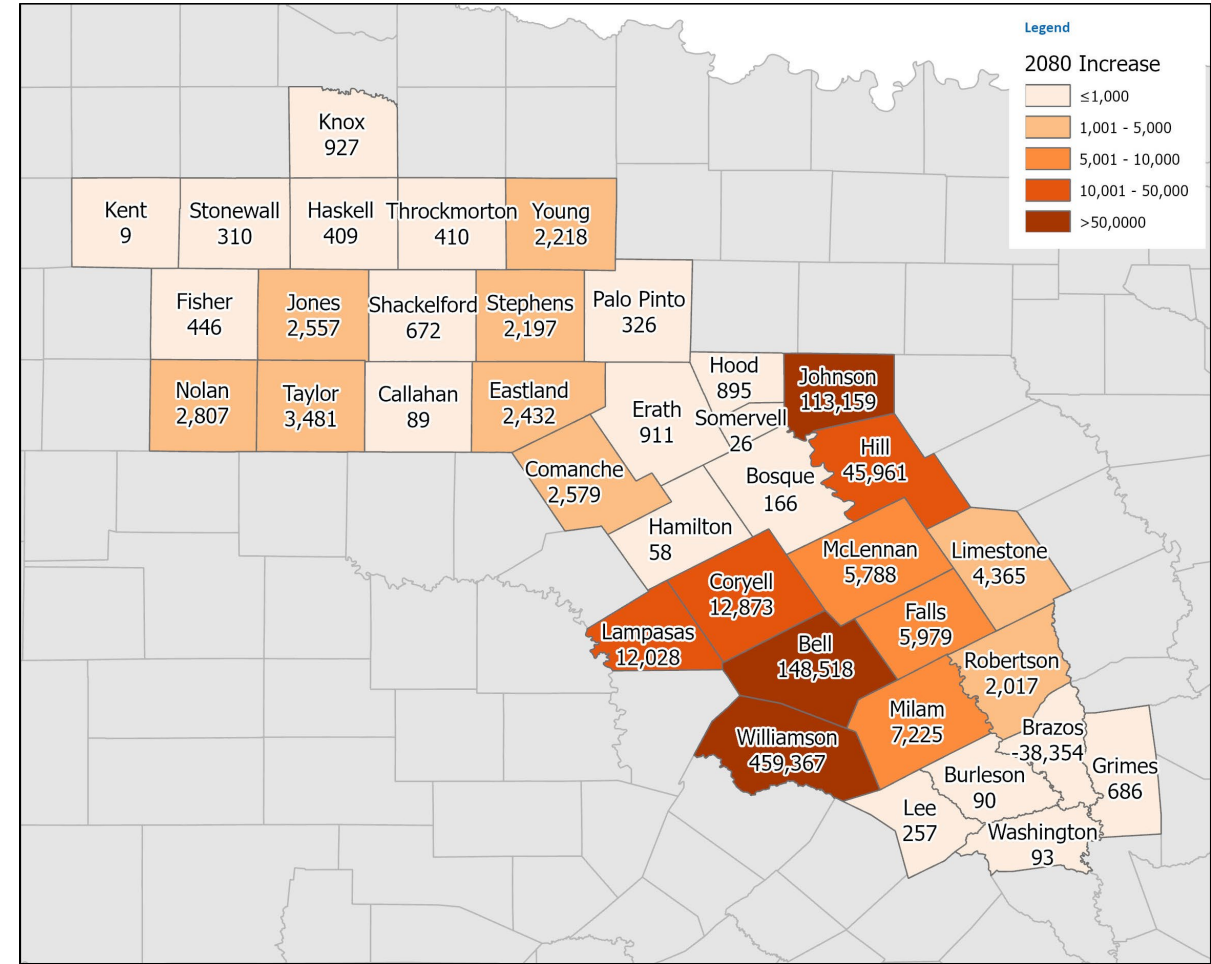 Legend
2080 Increase
≤1,000
1,001 - 5,000
5,001 - 10,000
10,001 - 50,000
>50,0000
Knox
927
Kent
9
Stonewall
310
Haskell
409
Throckmorton
410
Young
2,218
Fisher
446
Jones
2,557
Shackelford
672
Stephens
2,197
Palo Pinto
326
Nolan
2,807
Taylor
3,481
Callahan
89
Eastland
2,432
Erath
911
Hood
895
Somervell
26
Johnson
113,159
Hill
45,961
Comanche
2,579
Bosque
166
Hamilton
58
McLennan
5,788
Limestone
4,365
Coryell
12,873
Falls
5,979
Lampasas
12,028
Bell
148,518
Robertson
2,017
Milam
7,225
Williamson
459,367
Brazos
-38,354
Grimes
686
Burleson
90
Lee
257
Washington
93